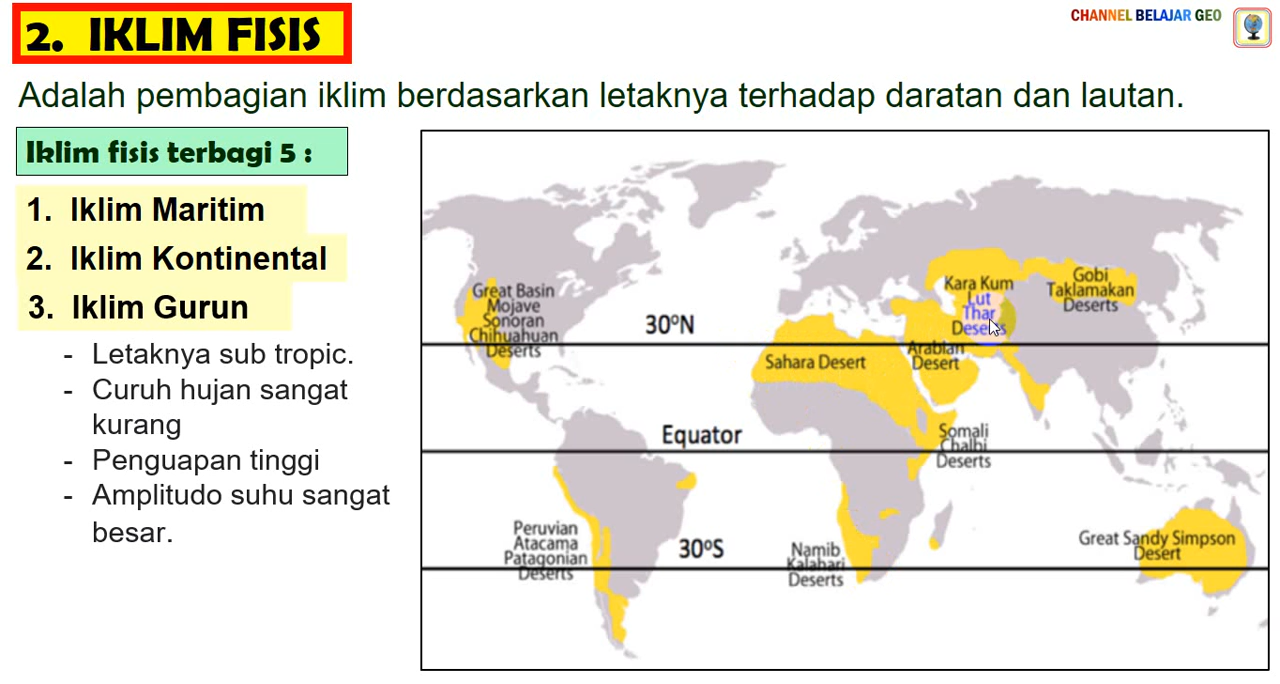 2. IKLIM FISIS
CHANNEL BELAJAR GEO
Adalah pembagian iklim berdasarkan letaknya terhadap daratan dan lautan.
Iklim fisis terbagi 5 :
1. Iklim Maritim
2. Iklim Kontinental
3. Iklim Gurun
- Letaknya sub tropic.
- Curuh hujan sangat
kurang
- Penguapan tinggi
- Amplitudo suhu sangat
besar.
Great Basin
Mojave
Sonoran
Chihuahuan
Deserts
30⁰N
Kara Kum
Lut
Thar
Deserts
Gobi
Taklamakan
Deserts
Sahara Desert
Arabian
Desert
Equator
Somali
Chalbi
Deserts
Peruvian
Atacama
Patagonian
Deserts
30⁰S
Namib
Kalahari
Deserts
Great Sandy Simpson
Desert